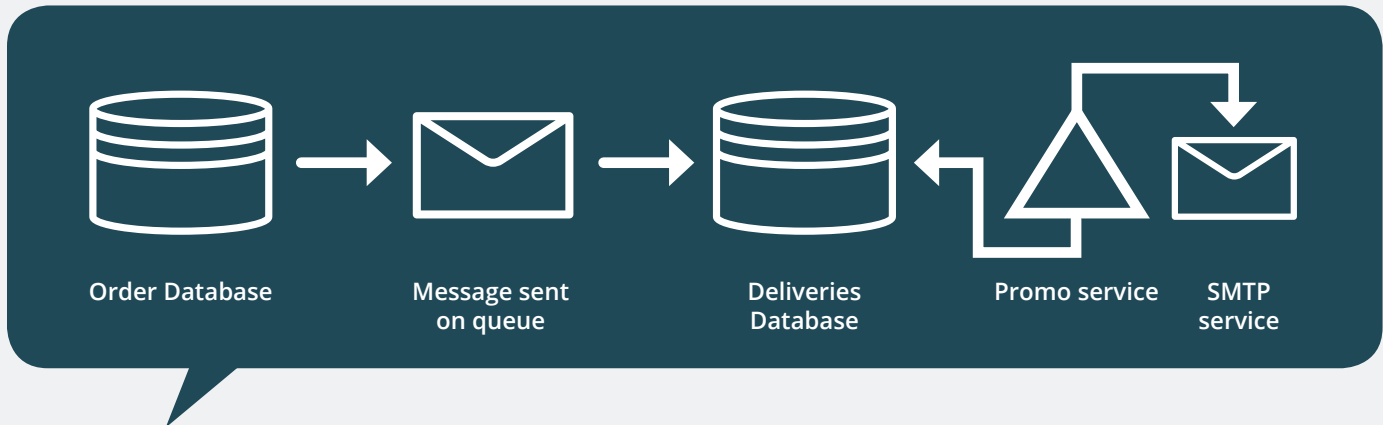 Order Database
Message sent
on queue
Deliveries
Database
Promo service
SMTP
service